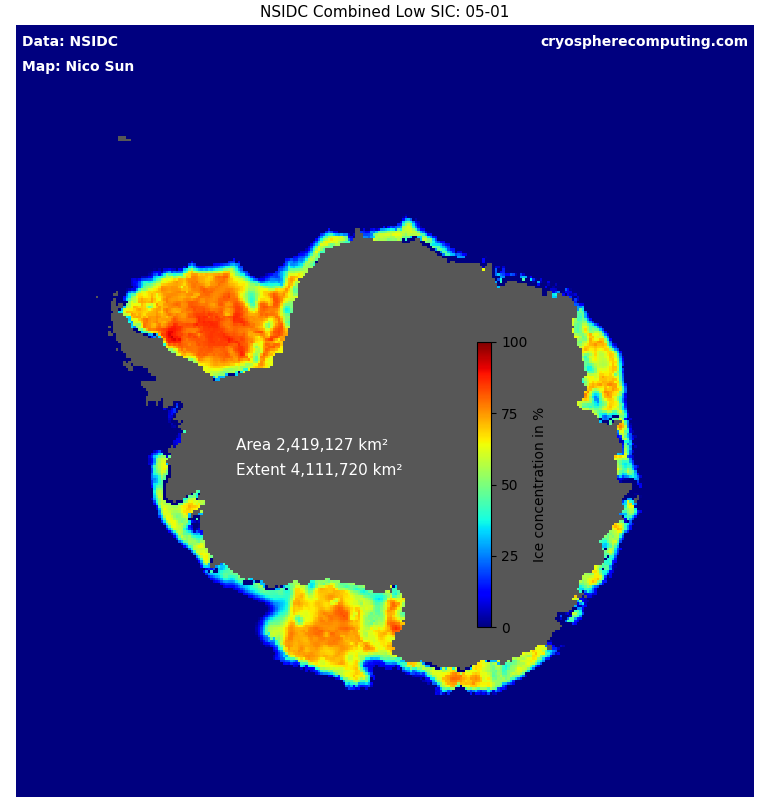 NSIDC Combined Low SIC: 05-01
Data: NSIDC
cryospherecomputing.com
Map: Nico Sun
100
75
50
25
0
Ice concentration in %
Area 2,419,127 km²
Extent 4,111,720 km²